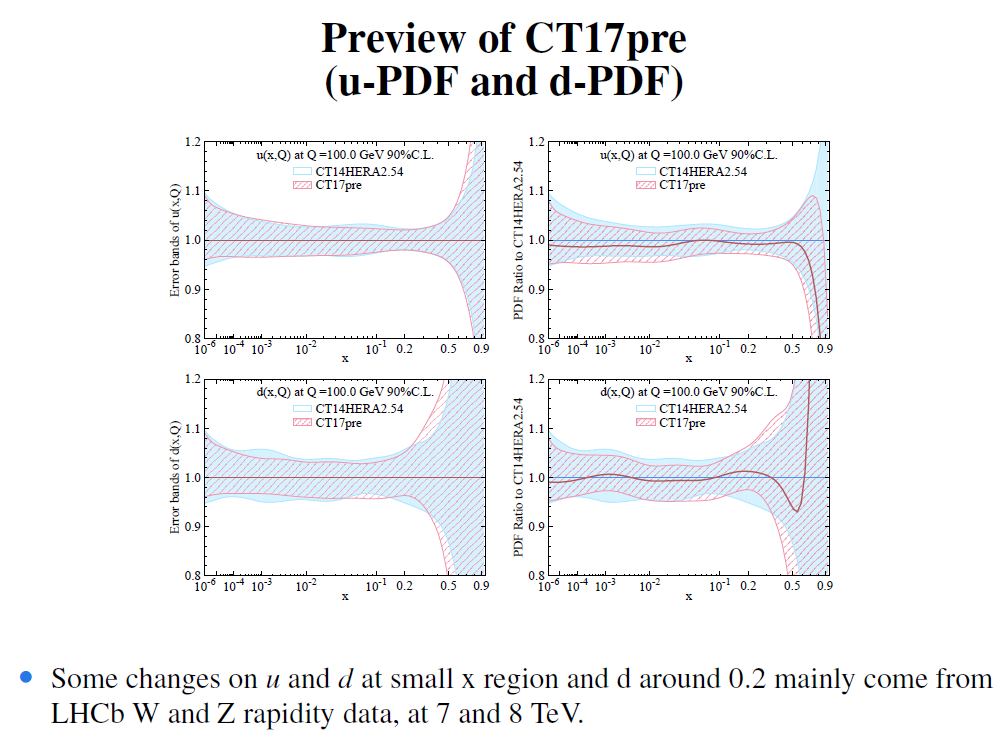 Preview of CT17pre
(u-PDF and d-PDF)
1.2
1.1
1.0
0.9
0.8
Error bands of u(x,Q)
u(x,Q) at Q =100.0 GeV 90%C.L.
CT14HERA2.54
CT17pre
10^-6 10^-4 10^-3 10^-2 10^-1 0.2 0.5 0.9
x
1.2
1.1
1.0
0.9
0.8
PDF Ratio to CT14HERA2.54
u(x,Q) at Q =100.0 GeV 90%C.L.
CT14HERA2.54
CT17pre
10^-6 10^-4 10^-3 10^-2 10^-1 0.2 0.5 0.9
x
1.2
1.1
1.0
0.9
0.8
Error bands of d(x,Q)
d(x,Q) at Q =100.0 GeV 90%C.L.
CT14HERA2.54
CT17pre
10^-6 10^-4 10^-3 10^-2 10^-1 0.2 0.5 0.9
x
1.2
1.1
1.0
0.9
0.8
PDF Ratio to CT14HERA2.54
d(x,Q) at Q =100.0 GeV 90%C.L.
CT14HERA2.54
CT17pre
10^-6 10^-4 10^-3 10^-2 10^-1 0.2 0.5 0.9
x
• Some changes on u and d at small x region and d around 0.2 mainly come from
LHCb W and Z rapidity data, at 7 and 8 TeV.